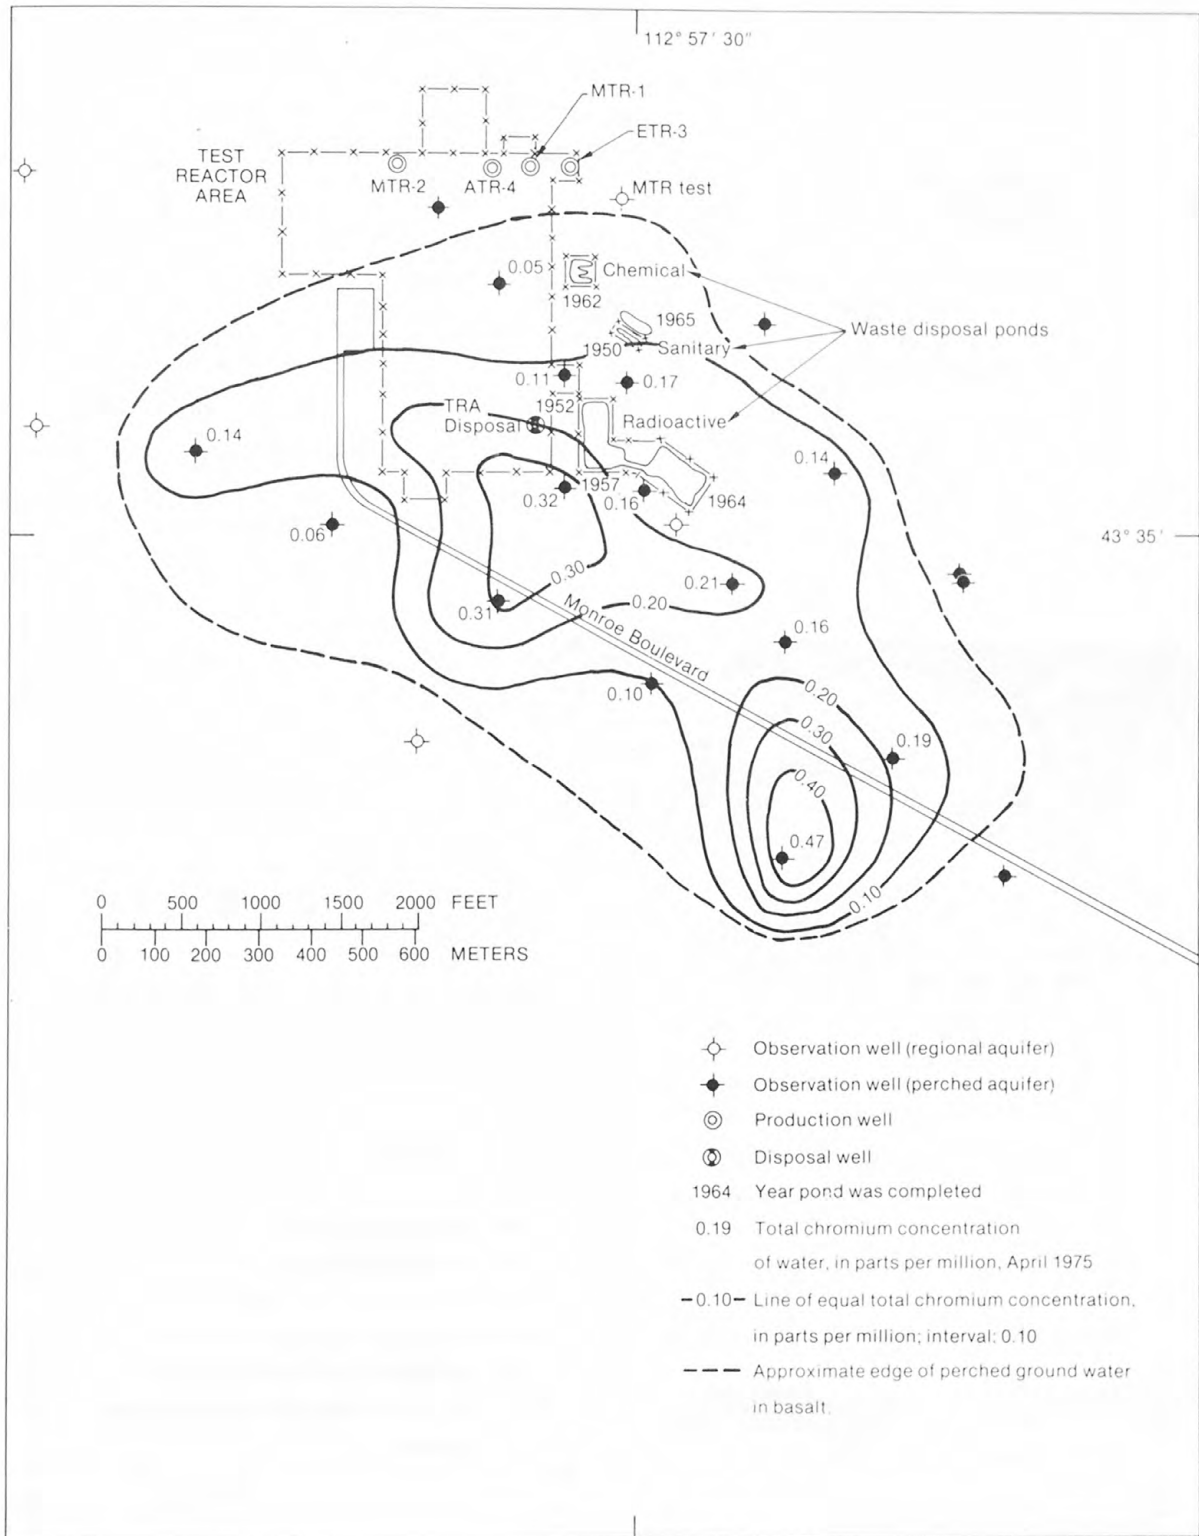 112° 57' 30"
MTR-1
ETR-3
TEST
REACTOR
AREA
MTR-2
ATR-4
MTR test
0.05
Chemical
1962
1965
Waste disposal ponds
1950
Sanitary
0.11
0.17
TRA
Disposal
1952
Radioactive
0.14
0.14
0.32
1957
0.16
1964
0.06
43° 35'
0.30
0.21
0.31
0.20
Monroe Boulevard
0.16
0.10
0.20
0.30
0.19
0.40
0.47
0.10
0 500 1000 1500 2000 FEET
0 100 200 300 400 500 600 METERS
Observation well (regional aquifer)
Observation well (perched aquifer)
Production well
Disposal well
1964 Year pond was completed
0.19 Total chromium concentration
of water, in parts per million, April 1975
–0.10– Line of equal total chromium concentration,
in parts per million; interval: 0.10
Approximate edge of perched ground water
in basalt.